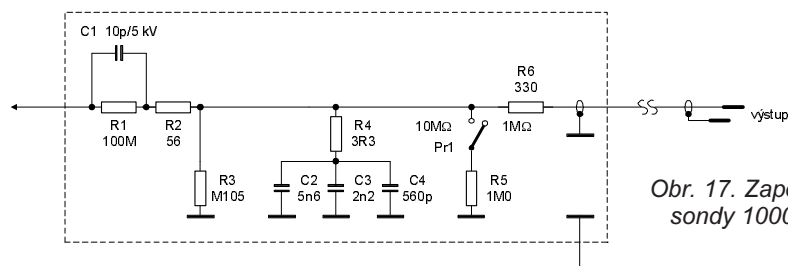 C1 10p/5 kV
R1
100M
R2
56
R3
M105
R4
3R3
C2
5n6
C3
2n2
C4
560p
10MΩ
1MΩ
Pr1
R5
1M0
R6
330
výstup
Obr. 17. Zapo
sondy 1000